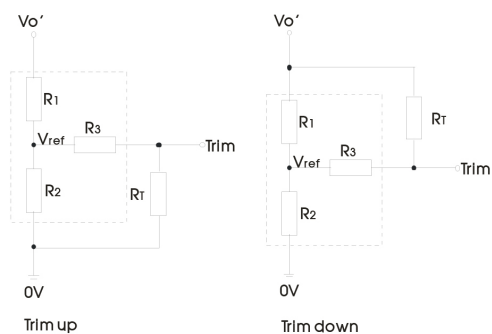 Vo′
R1
Vref
R3
Trim
R2
RT
0V
Trim up
Vo′
R1
RT
Vref
R3
Trim
R2
0V
Trim down